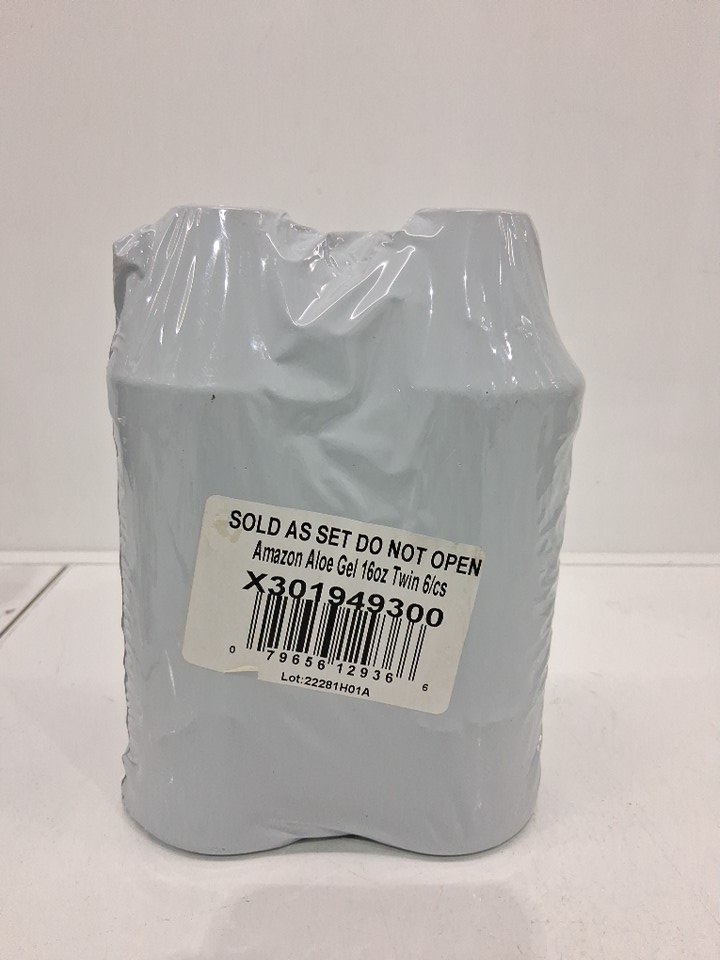 SOLD AS SET DO NOT OPEN
Amazon Aloe Gel 16oz Twin 6/cs
X301949300
0 79656 12936 6
Lot:22281H01A